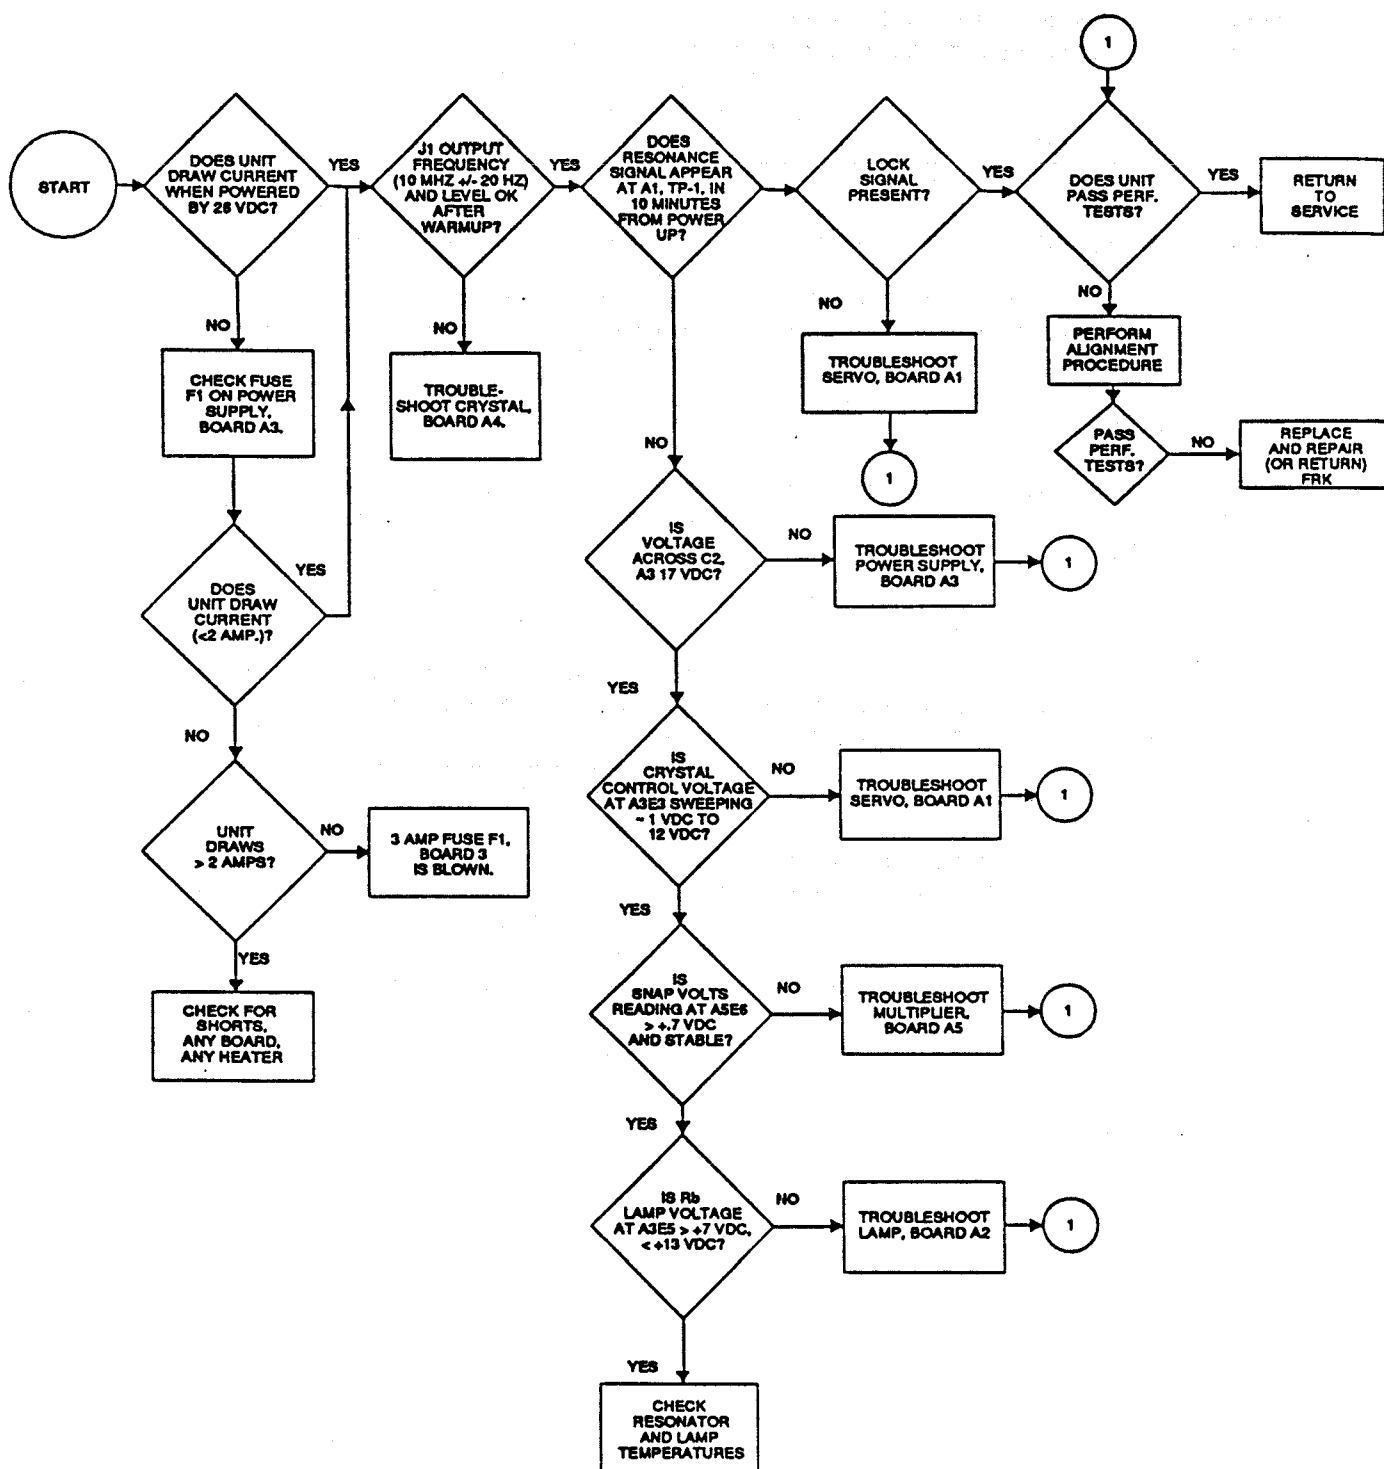 1
START
DOES UNIT
DRAW CURRENT
WHEN POWERED
BY 28 VDC?
YES
J1 OUTPUT
FREQUENCY
(10 MHZ +/- 20 HZ)
AND LEVEL OK
AFTER
WARMUP?
YES
DOES
RESONANCE
SIGNAL APPEAR
AT A1, TP-1, IN
10 MINUTES
FROM POWER
UP?
LOCK
SIGNAL
PRESENT?
YES
DOES UNIT
PASS PERF.
TESTS?
YES
RETURN
TO
SERVICE
NO
CHECK FUSE
F1 ON POWER
SUPPLY,
BOARD A3.
NO
TROUBLE-
SHOOT CRYSTAL,
BOARD A4.
NO
NO
TROUBLESHOOT
SERVO, BOARD A1
1
NO
PERFORM
ALIGNMENT
PROCEDURE
PASS
PERF.
TESTS?
NO
REPLACE
AND REPAIR
(OR RETURN)
FRK
DOES
UNIT DRAW
CURRENT
(<2 AMP.)?
YES
NO
UNIT
DRAWS
> 2 AMPS?
NO
3 AMP FUSE F1,
BOARD 3
IS BLOWN.
YES
CHECK FOR
SHORTS,
ANY BOARD,
ANY HEATER
IS
VOLTAGE
ACROSS C2,
A3 17 VDC?
NO
TROUBLESHOOT
POWER SUPPLY,
BOARD A3
1
YES
IS
CRYSTAL
CONTROL VOLTAGE
AT A3E3 SWEEPING
~ 1 VDC TO
12 VDC?
NO
TROUBLESHOOT
SERVO, BOARD A1
1
YES
IS
SNAP VOLTS
READING AT A5E6
> +.7 VDC
AND STABLE?
NO
TROUBLESHOOT
MULTIPLIER,
BOARD A5
1
YES
IS Rb
LAMP VOLTAGE
AT A3E5 > +7 VDC,
< +13 VDC?
NO
TROUBLESHOOT
LAMP, BOARD A2
1
YES
CHECK
RESONATOR
AND LAMP
TEMPERATURES